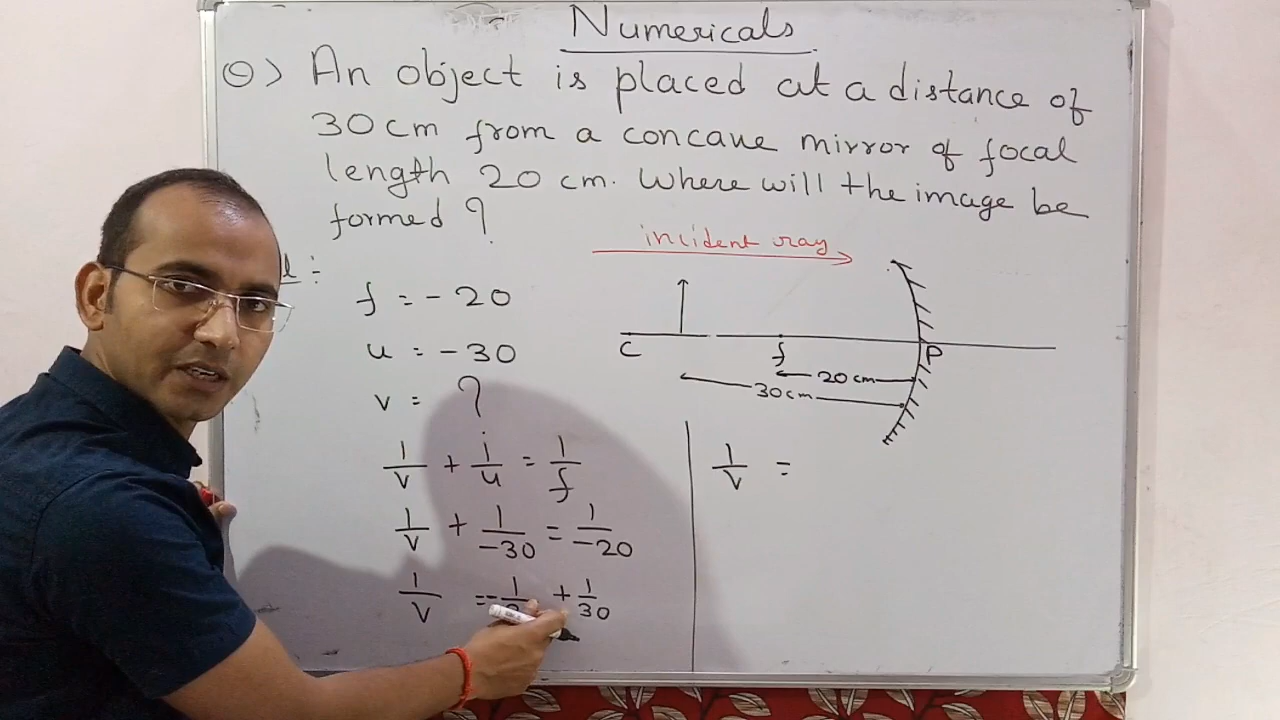 Numericals
Q> An object is placed at a distance of
30 cm from a concave mirror of focal
length 20 cm. Where will the image be
formed ?
incident ray
f = - 20
u = - 30
v = ?
C
f
P
20 cm
30 cm
1/v + 1/u = 1/f
1/v + 1/-30 = 1/-20
1/v = - 1/ + 1/30
1/v =